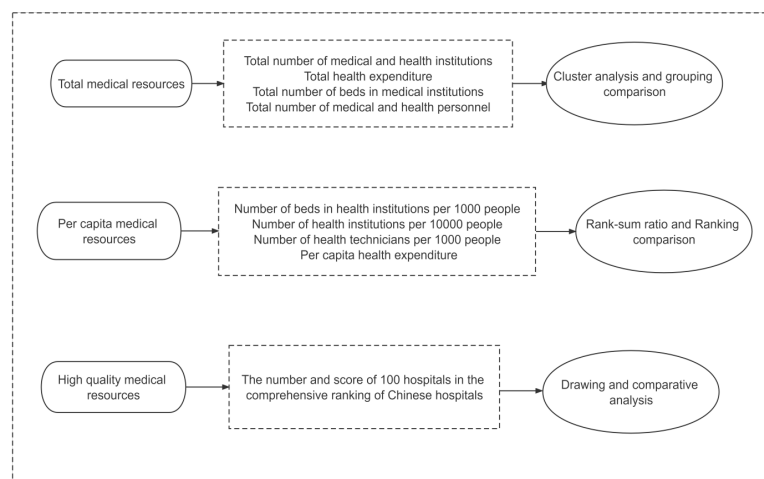 Total medical resources
Total number of medical and health institutions
Total health expenditure
Total number of beds in medical institutions
Total number of medical and health personnel
Cluster analysis and grouping
comparison
Per capita medical
resources
Number of beds in health institutions per 1000 people
Number of health institutions per 10000 people
Number of health technicians per 1000 people
Per capita health expenditure
Rank-sum ratio and Ranking
comparison
High quality medical
resources
The number and score of 100 hospitals in the
comprehensive ranking of Chinese hospitals
Drawing and comparative
analysis